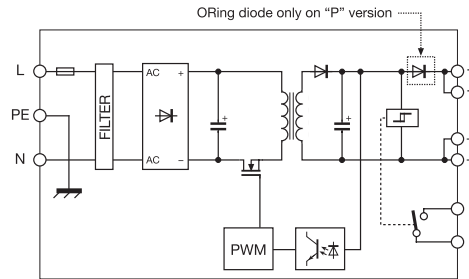 ORing diode only on “P” version
L
PE
N
FILTER
AC +
AC −
+
+
PWM